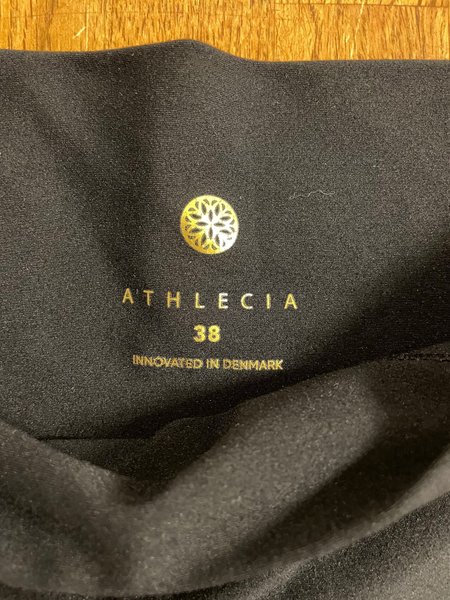 ATHLECIA
38
INNOVATED IN DENMARK